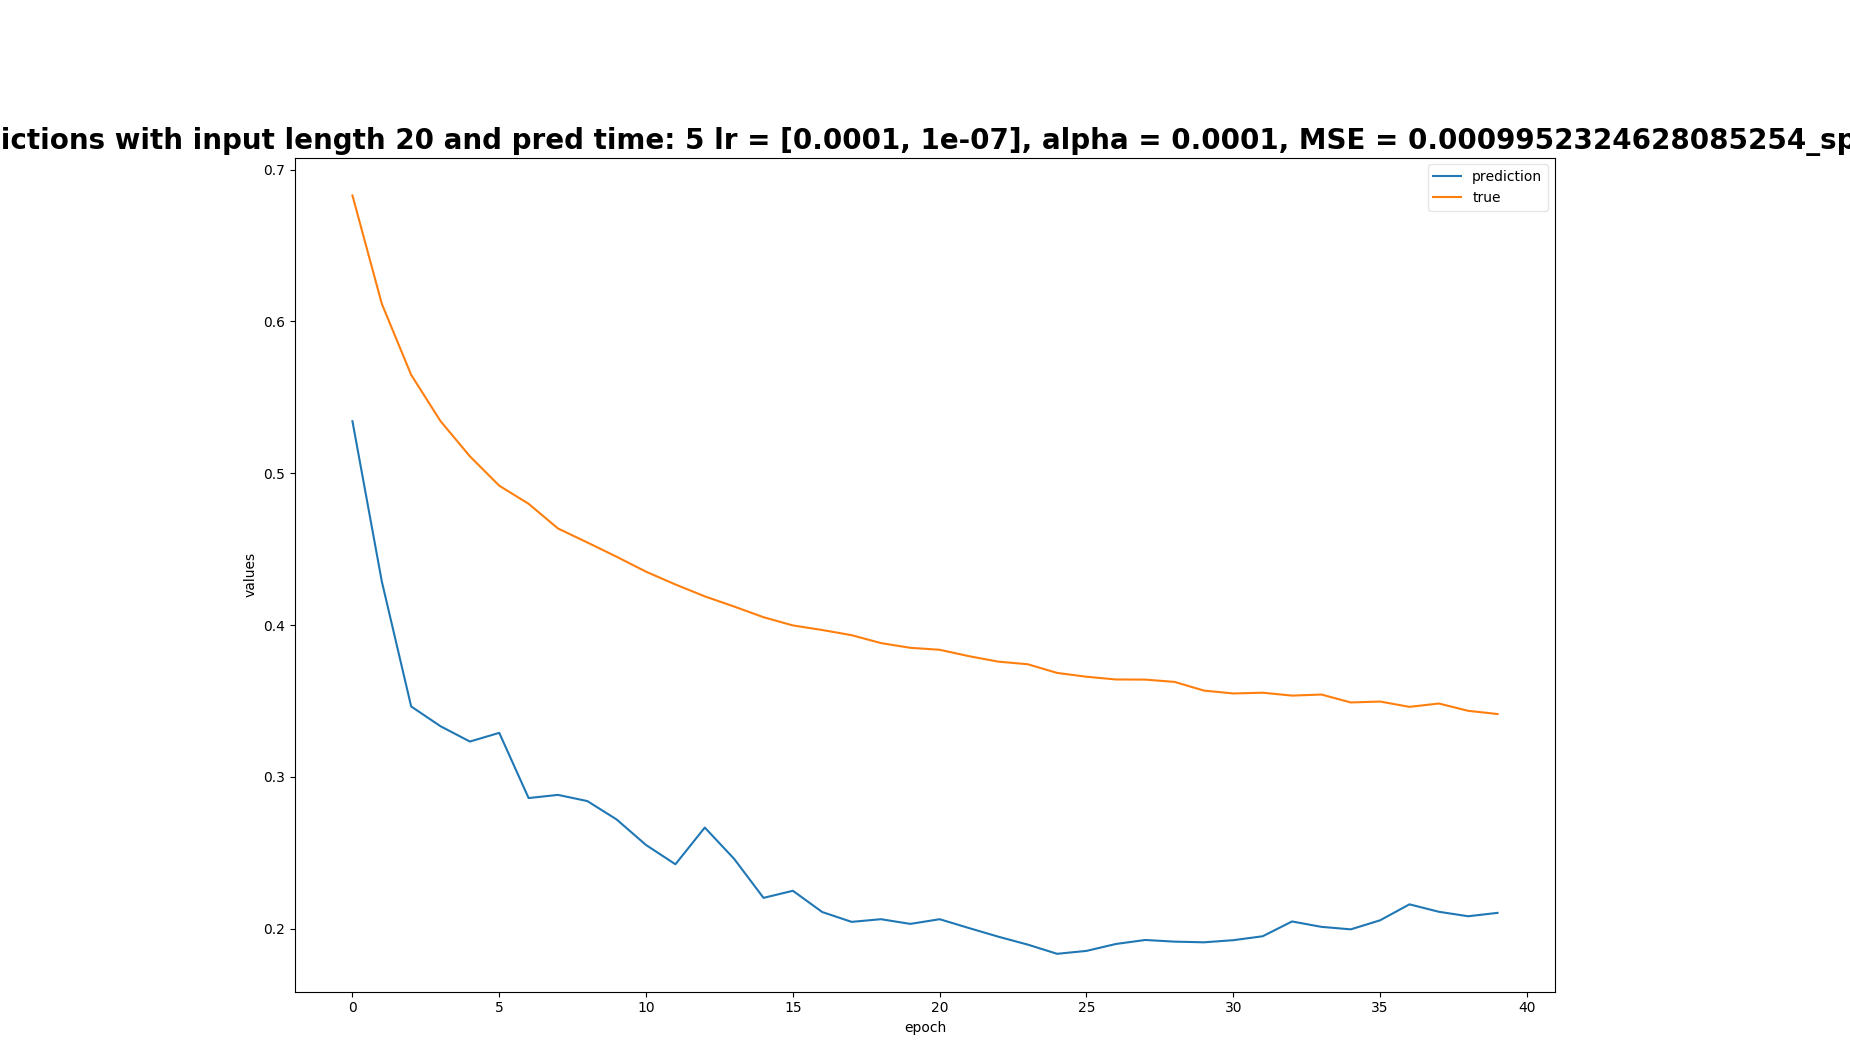 ictions with input length 20 and pred time: 5 lr = [0.0001, 1e-07], alpha = 0.0001, MSE = 0.0009952324628085254_sp
prediction
true
0.7
0.6
0.5
0.4
0.3
0.2
values
0 5 10 15 20 25 30 35 40
epoch